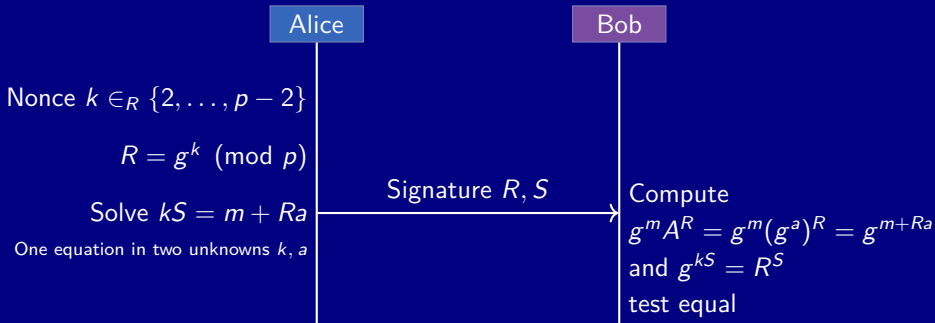 Alice
Bob
Nonce k ∈_R {2, …, p − 2}
R = g^k (mod p)
Solve kS = m + Ra
One equation in two unknowns k, a
Signature R, S
Compute
g^m A^R = g^m (g^a)^R = g^{m+Ra}
and g^{kS} = R^S
test equal